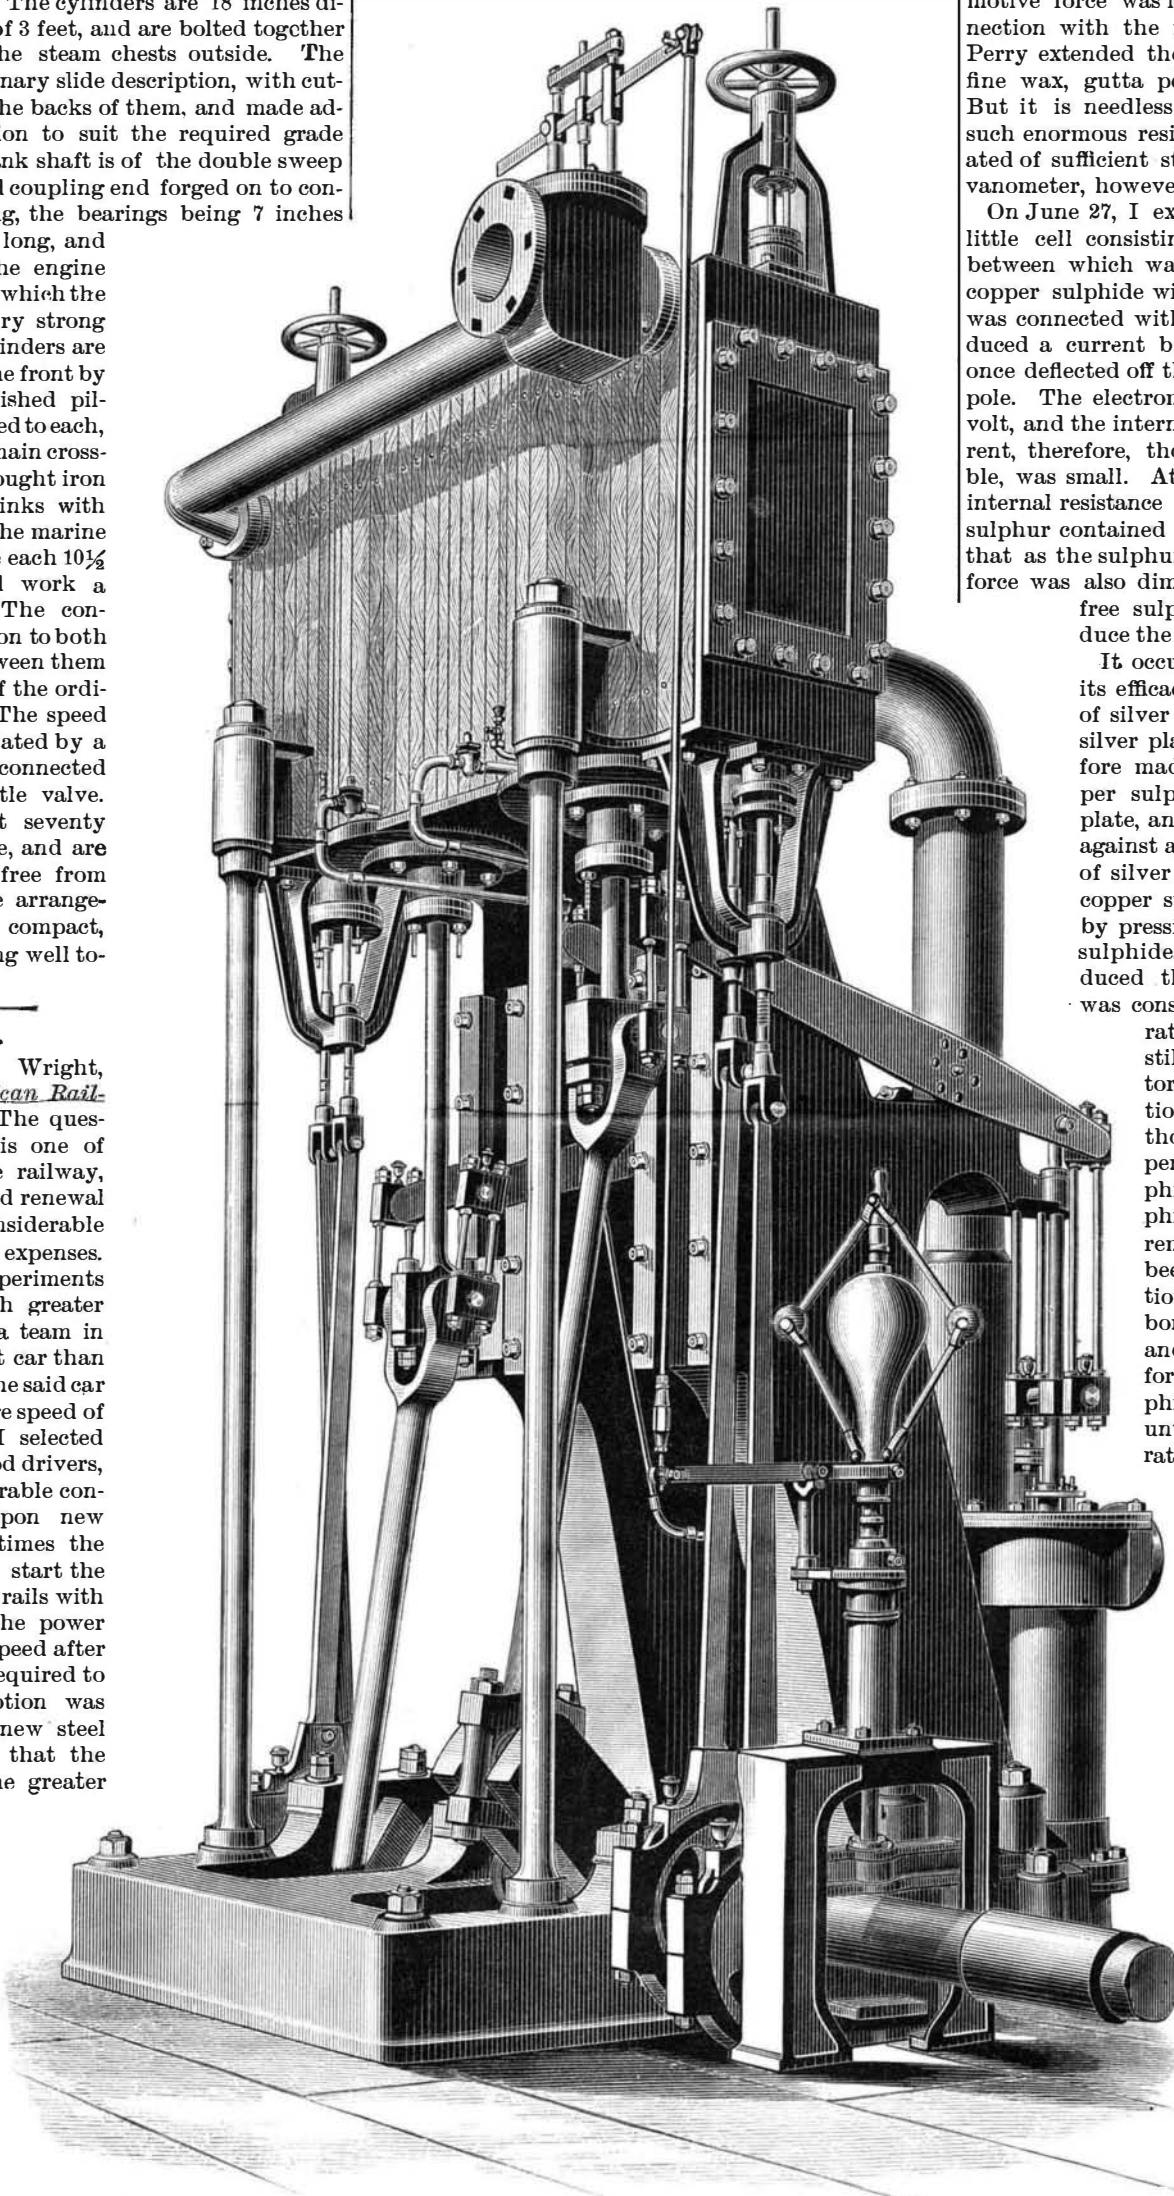 The cylinders are 18 inches di-
of 3 feet, and are bolted together
he steam chests outside. The
nary slide description, with cut-
he backs of them, and made ad-
ion to suit the required grade
nk shaft is of the double sweep
l coupling end forged on to con-
g, the bearings being 7 inches
long, and
he engine
which the
ry strong
inders are
ne front by
ished pil-
ed to each,
main cross-
ought iron
inks with
he marine
e each 10½
l work a
The con-
on to both
ween them
f the ordi-
The speed
ated by a
connected
tle valve.
t seventy
e, and are
free from
e arrange-
compact,
ng well to-
Wright,
can Rail-
The ques-
is one of
e railway,
d renewal
nsiderable
expenses.
periments
h greater
a team in
t car than
he said car
re speed of
I selected
od drivers,
rable con-
pon new
times the
start the
rails with
he power
peed after
equired to
otion was
new steel
that the
he greater
motive force was
nection with the
Perry extended the
fine wax, gutta pe
But it is needless
such enormous resi
ated of sufficient st
vanometer, howeve
On June 27, I ex
little cell consistin
between which wa
copper sulphide wi
was connected with
duced a current b
once deflected off th
pole. The electron
volt, and the intern
rent, therefore, tho
ble, was small. At
internal resistance
sulphur contained
that as the sulphu
force was also dim
free sulp
duce the
It occu
its efficac
of silver
silver pla
fore mad
per sulp
plate, an
against a
of silver
copper s
by press
sulphide
duced th
was cons
rat
stil
tor
tio
tho
per
ph
ph
ren
bee
tio
bon
and
for
ph
un
rat